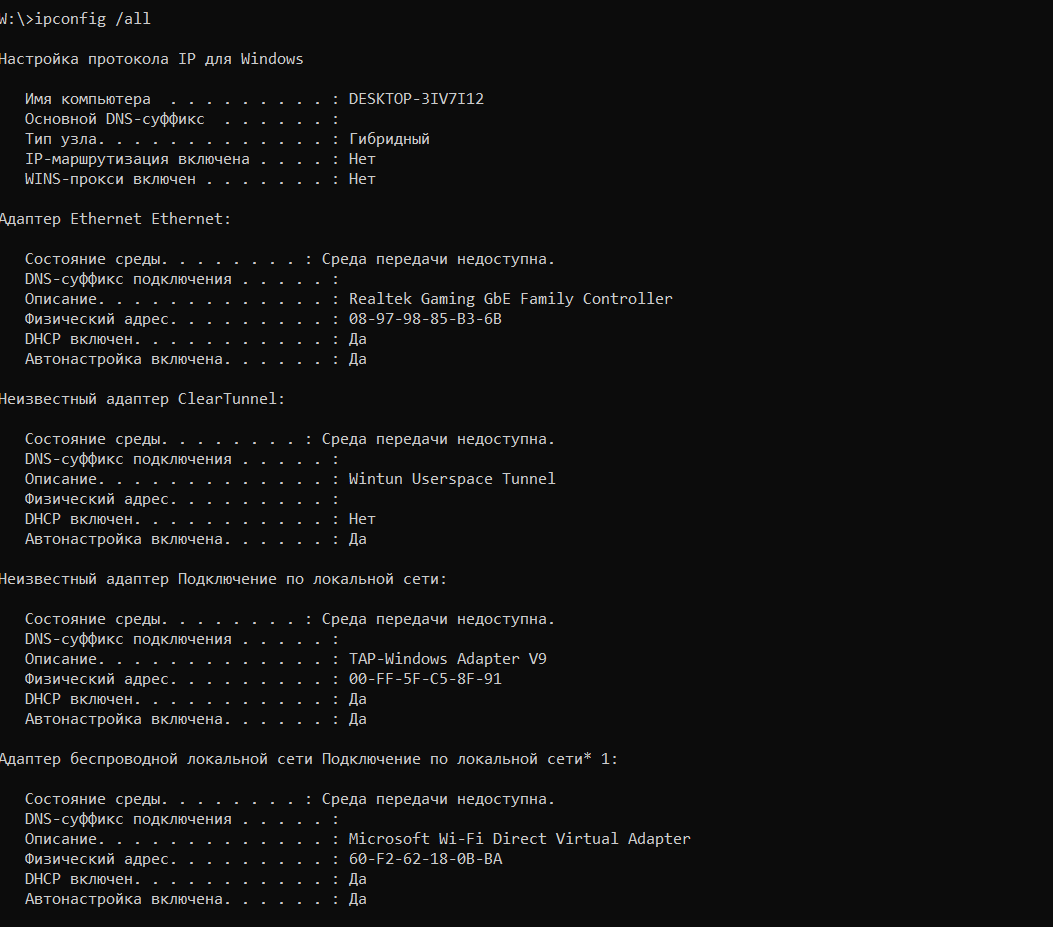 W:\>ipconfig /all
Настройка протокола IP для Windows
Имя компьютера  . . . . . . . . . : DESKTOP-3IV7I12
Основной DNS-суффикс  . . . . . . :
Тип узла. . . . . . . . . . . . . : Гибридный
IP-маршрутизация включена . . . . : Нет
WINS-прокси включен . . . . . . . : Нет
Адаптер Ethernet Ethernet:
Состояние среды. . . . . . . . : Среда передачи недоступна.
DNS-суффикс подключения . . . . . :
Описание. . . . . . . . . . . . . : Realtek Gaming GbE Family Controller
Физический адрес. . . . . . . . . : 08-97-98-85-B3-6B
DHCP включен. . . . . . . . . . . : Да
Автонастройка включена. . . . . . : Да
Неизвестный адаптер ClearTunnel:
Состояние среды. . . . . . . . : Среда передачи недоступна.
DNS-суффикс подключения . . . . . :
Описание. . . . . . . . . . . . . : Wintun Userspace Tunnel
Физический адрес. . . . . . . . . :
DHCP включен. . . . . . . . . . . : Нет
Автонастройка включена. . . . . . : Да
Неизвестный адаптер Подключение по локальной сети:
Состояние среды. . . . . . . . : Среда передачи недоступна.
DNS-суффикс подключения . . . . . :
Описание. . . . . . . . . . . . . : TAP-Windows Adapter V9
Физический адрес. . . . . . . . . : 00-FF-5F-C5-8F-91
DHCP включен. . . . . . . . . . . : Да
Автонастройка включена. . . . . . : Да
Адаптер беспроводной локальной сети Подключение по локальной сети* 1:
Состояние среды. . . . . . . . : Среда передачи недоступна.
DNS-суффикс подключения . . . . . :
Описание. . . . . . . . . . . . . : Microsoft Wi-Fi Direct Virtual Adapter
Физический адрес. . . . . . . . . : 60-F2-62-18-0B-BA
DHCP включен. . . . . . . . . . . : Да
Автонастройка включена. . . . . . : Да